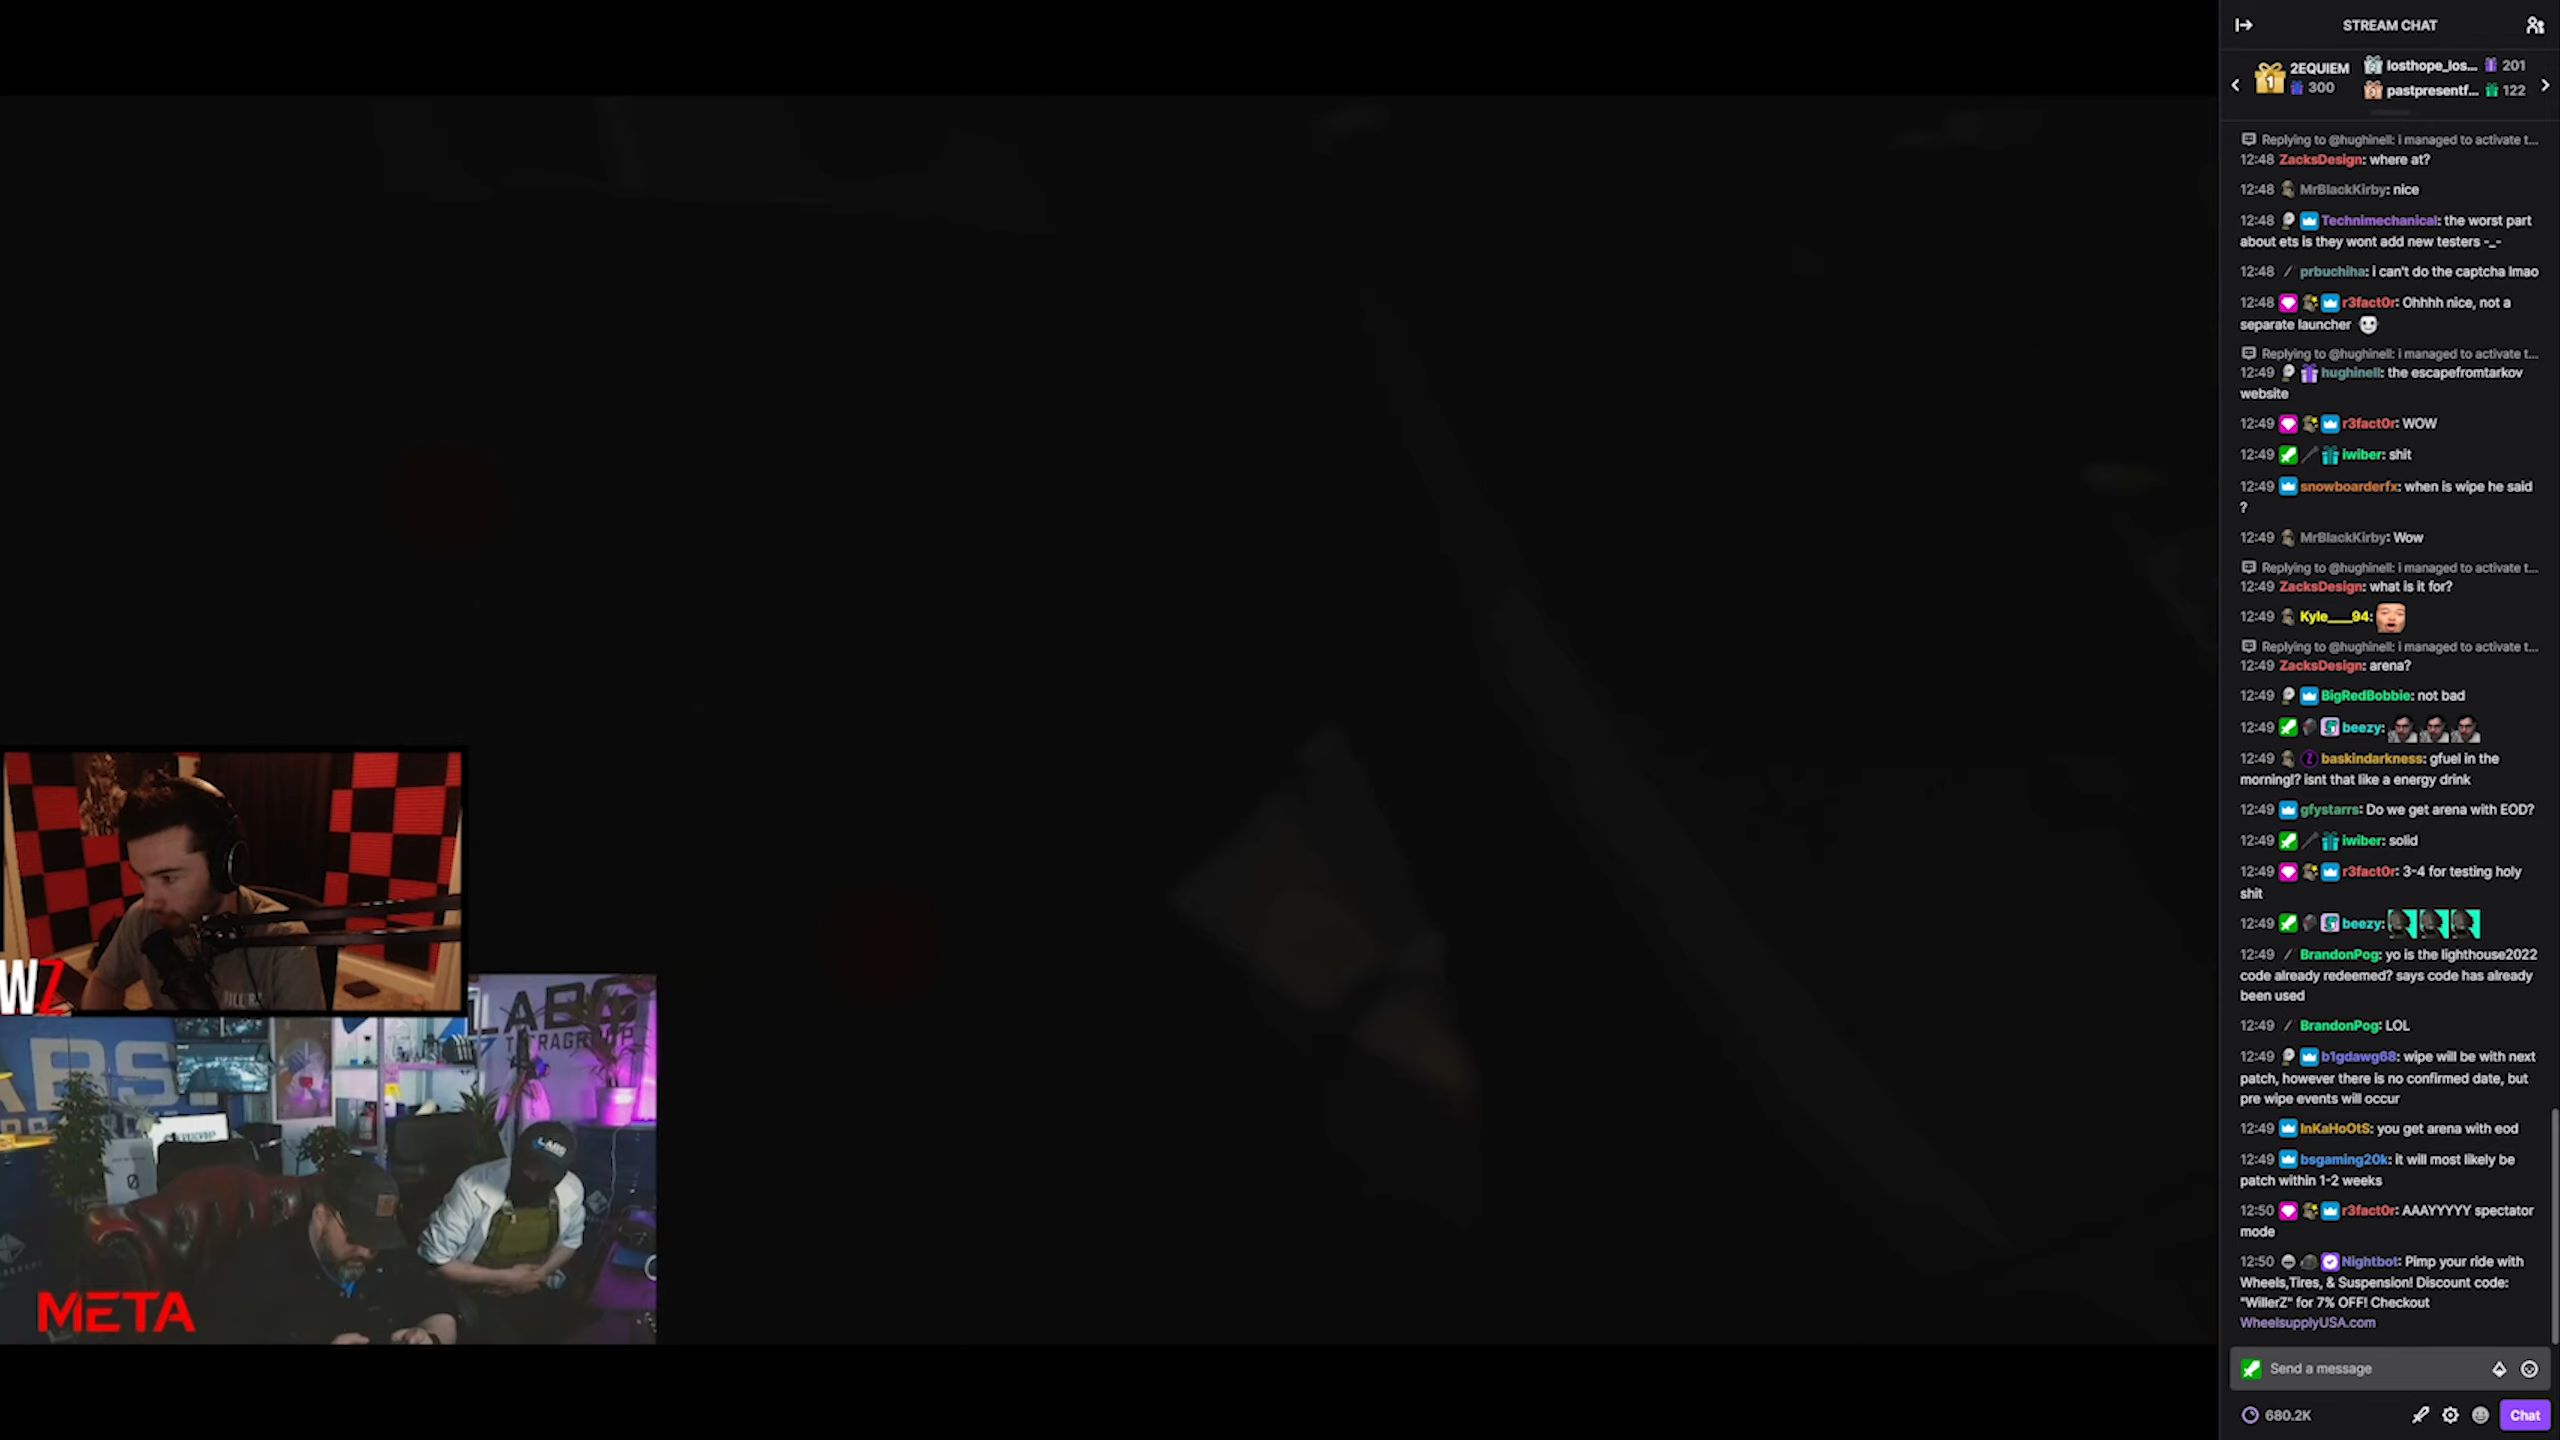 STREAM CHAT
2EQUIEM
300
losthope_los... 201
pastpresentf... 122
Replying to @hughinell: i managed to activate t...
12:48 ZacksDesign: where at?
12:48 MrBlackKirby: nice
12:48 Technimechanical: the worst part
about ets is they wont add new testers -_-
12:48 prbuchiha: i can't do the captcha lmao
12:48 r3fact0r: Ohhhh nice, not a
separate launcher
Replying to @hughinell: i managed to activate t...
12:49 hughinell: the escapefromtarkov
website
12:49 r3fact0r: WOW
12:49 iwiber: shit
12:49 snowboarderfx: when is wipe he said
?
12:49 MrBlackKirby: Wow
Replying to @hughinell: i managed to activate t...
12:49 ZacksDesign: what is it for?
12:49 Kyle___94:
Replying to @hughinell: i managed to activate t...
12:49 ZacksDesign: arena?
12:49 BigRedBobbie: not bad
12:49 beezy:
12:49 baskindarkness: gfuel in the
morning!? isnt that like a energy drink
12:49 gfystarrs: Do we get arena with EOD?
12:49 iwiber: solid
12:49 r3fact0r: 3-4 for testing holy
shit
12:49 beezy:
12:49 BrandonPog: yo is the lighthouse2022
code already redeemed? says code has already
been used
12:49 BrandonPog: LOL
12:49 b1gdawg68: wipe will be with next
patch, however there is no confirmed date, but
pre wipe events will occur
12:49 InKaHoOtS: you get arena with eod
12:49 bsgaming20k: it will most likely be
patch within 1-2 weeks
12:50 r3fact0r: AAAYYYYY spectator
mode
12:50 Nightbot: Pimp your ride with
Wheels,Tires, & Suspension! Discount code:
"WillerZ" for 7% OFF! Checkout
WheelsupplyUSA.com
Send a message
680.2K
Chat
WZ
LABS
TERRAGROUP
ABS
LABS
META